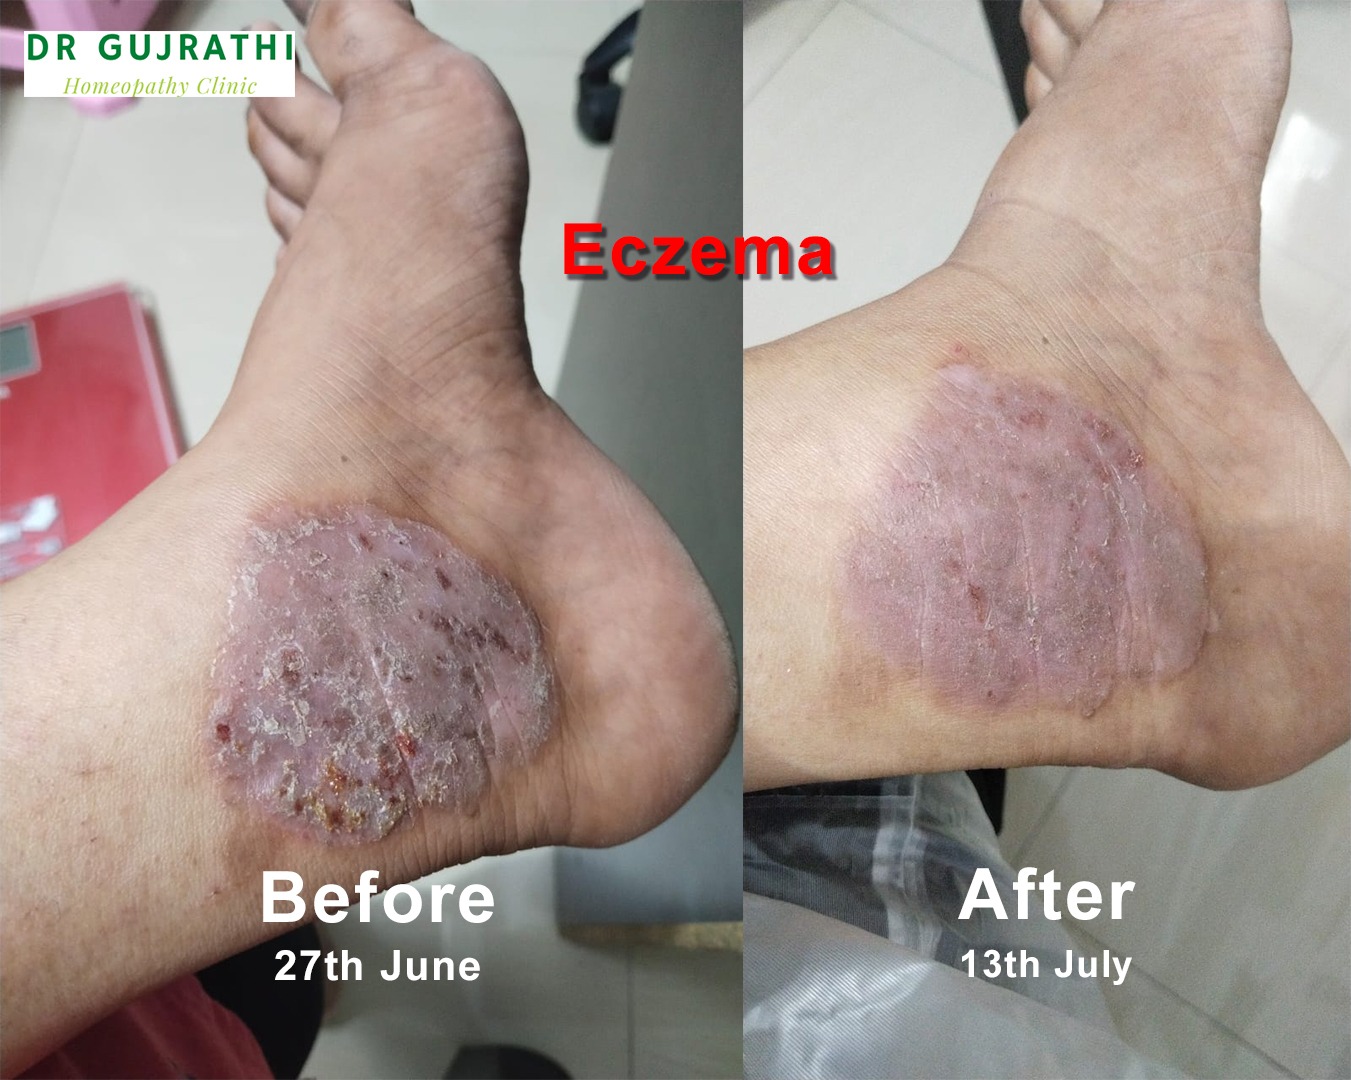 DR GUJRATHI
Homeopathy Clinic
Eczema
Before
27th June
After
13th July